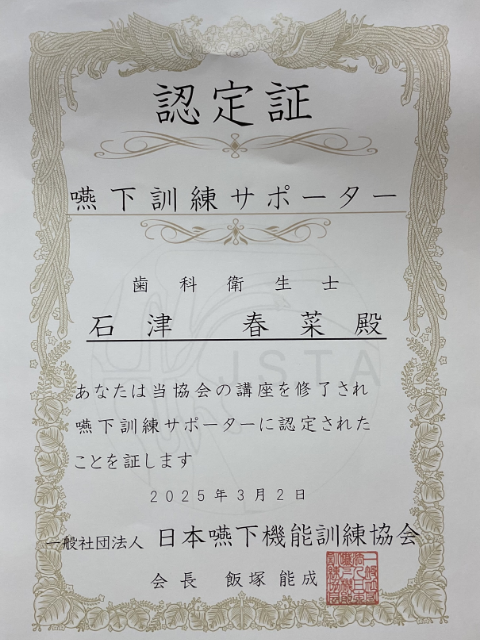 認定証
嚥下訓練サポーター
歯科衛生士
石津 春菜 殿
JSTA
あなたは当協会の講座を修了され
嚥下訓練サポーターに認定された
ことを証します
2025年3月2日
一般社団法人 日本嚥下機能訓練協会
会長 飯塚 能成